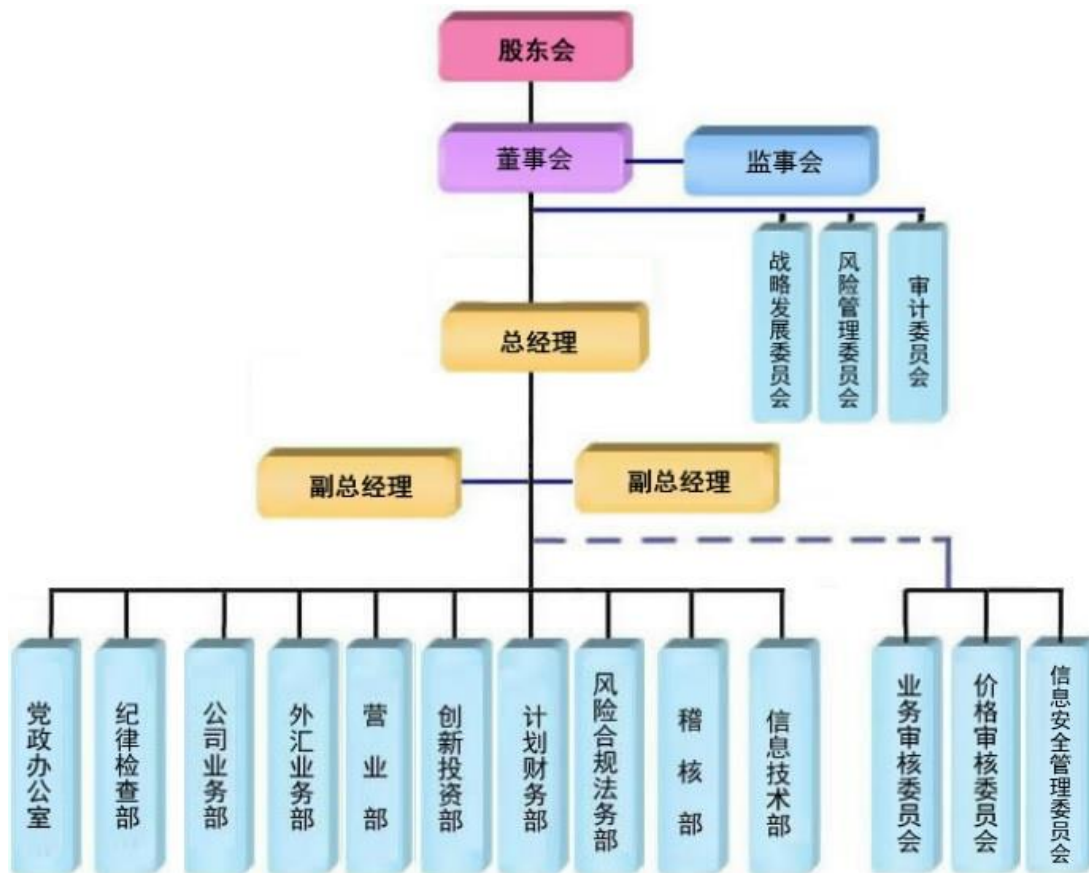 股东会
董事会
监事会
战略发展委员会
风险管理委员会
审计委员会
总经理
副总经理
副总经理
党政办公室
纪律检查部
公司业务部
外汇业务部
营业部
创新投资部
计划财务部
风险合规法务部
稽核部
信息技术部
业务审核委员会
价格审核委员会
信息安全管理委员会